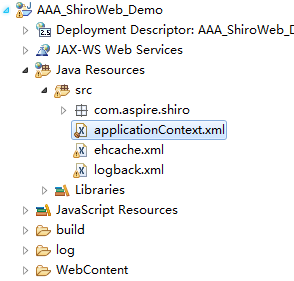 AAA_ShiroWeb_Demo
Deployment Descriptor: AAA_ShiroWeb_D
JAX-WS Web Services
Java Resources
src
com.aspire.shiro
applicationContext.xml
ehcache.xml
logback.xml
Libraries
JavaScript Resources
build
log
WebContent